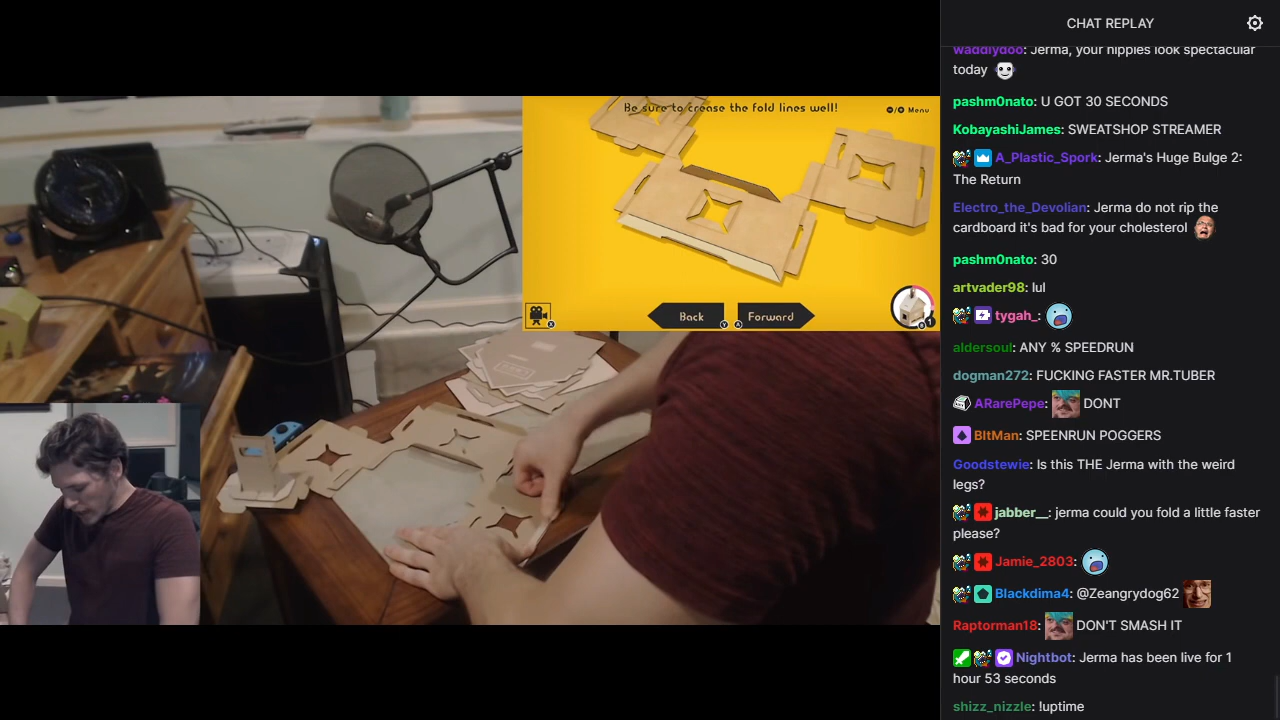 Be sure to crease the fold lines well!
Menu
Back
Y
A
Forward
X
CHAT REPLAY
waddlydoo: Jerma, your nipples look spectacular
today
pashm0nato: U GOT 30 SECONDS
KobayashiJames: SWEATSHOP STREAMER
A_Plastic_Spork: Jerma's Huge Bulge 2:
The Return
Electro_the_Devolian: Jerma do not rip the
cardboard it's bad for your cholesterol
pashm0nato: 30
artvader98: lul
tygah_:
aldersoul: ANY % SPEEDRUN
dogman272: FUCKING FASTER MR.TUBER
ARarePepe: DONT
BItMan: SPEENRUN POGGERS
Goodstewie: Is this THE Jerma with the weird
legs?
jabber__: jerma could you fold a little faster
please?
Jamie_2803:
Blackdima4: @Zeangrydog62
Raptorman18: DON'T SMASH IT
Nightbot: Jerma has been live for 1
hour 53 seconds
shizz_nizzle: !uptime